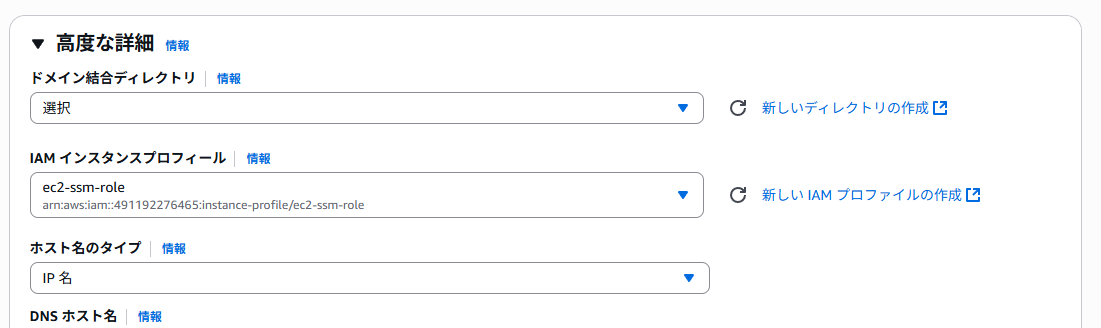 高度な詳細 情報
ドメイン結合ディレクトリ 情報
選択
新しいディレクトリの作成
IAM インスタンスプロフィール 情報
ec2-ssm-role
arn:aws:iam::491192276465:instance-profile/ec2-ssm-role
新しい IAM プロファイルの作成
ホスト名のタイプ 情報
IP 名
DNS ホスト名 情報